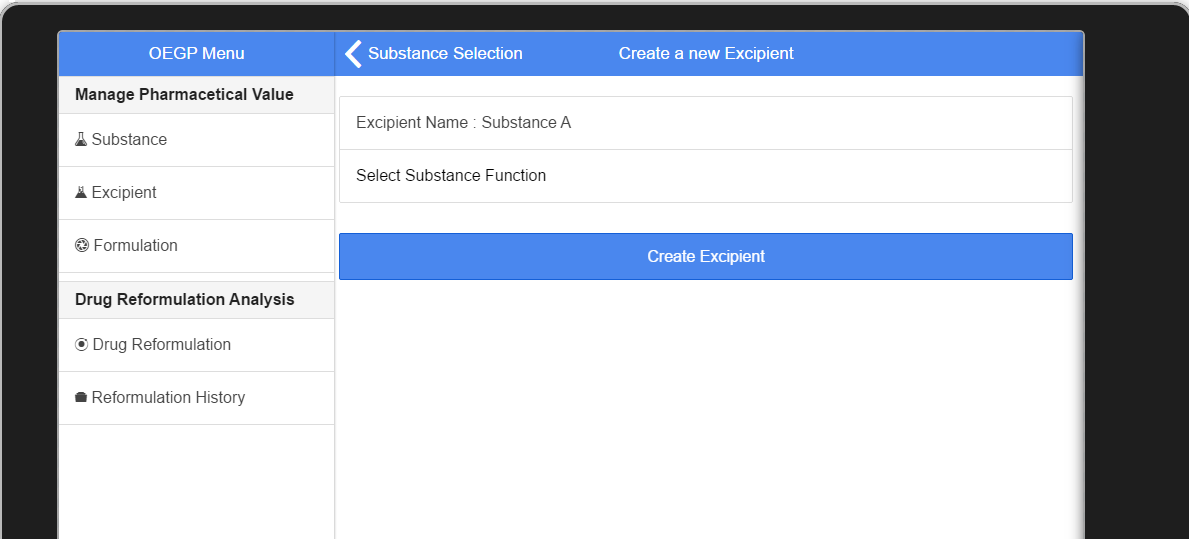 OEGP Menu
Substance Selection
Create a new Excipient
Manage Pharmacetical Value
Substance
Excipient
Formulation
Drug Reformulation Analysis
Drug Reformulation
Reformulation History
Excipient Name : Substance A
Select Substance Function
Create Excipient